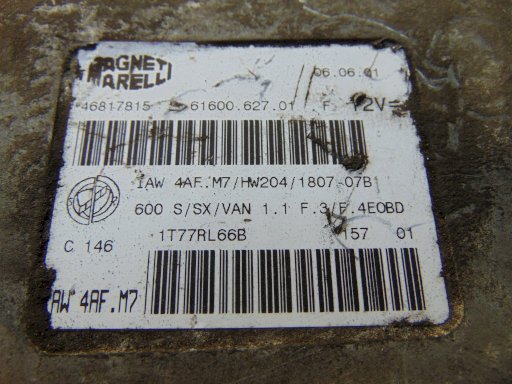 MAGNETI
MARELLI
06.06.01
46817815 61600.627.01 F. 12V=
IAW 4AF.M7/HW204/1807-07B
600 S/SX/VAN 1.1 F.3/F.4EOBD
C 146 1T77RL66B 157 01
AW 4AF.M7